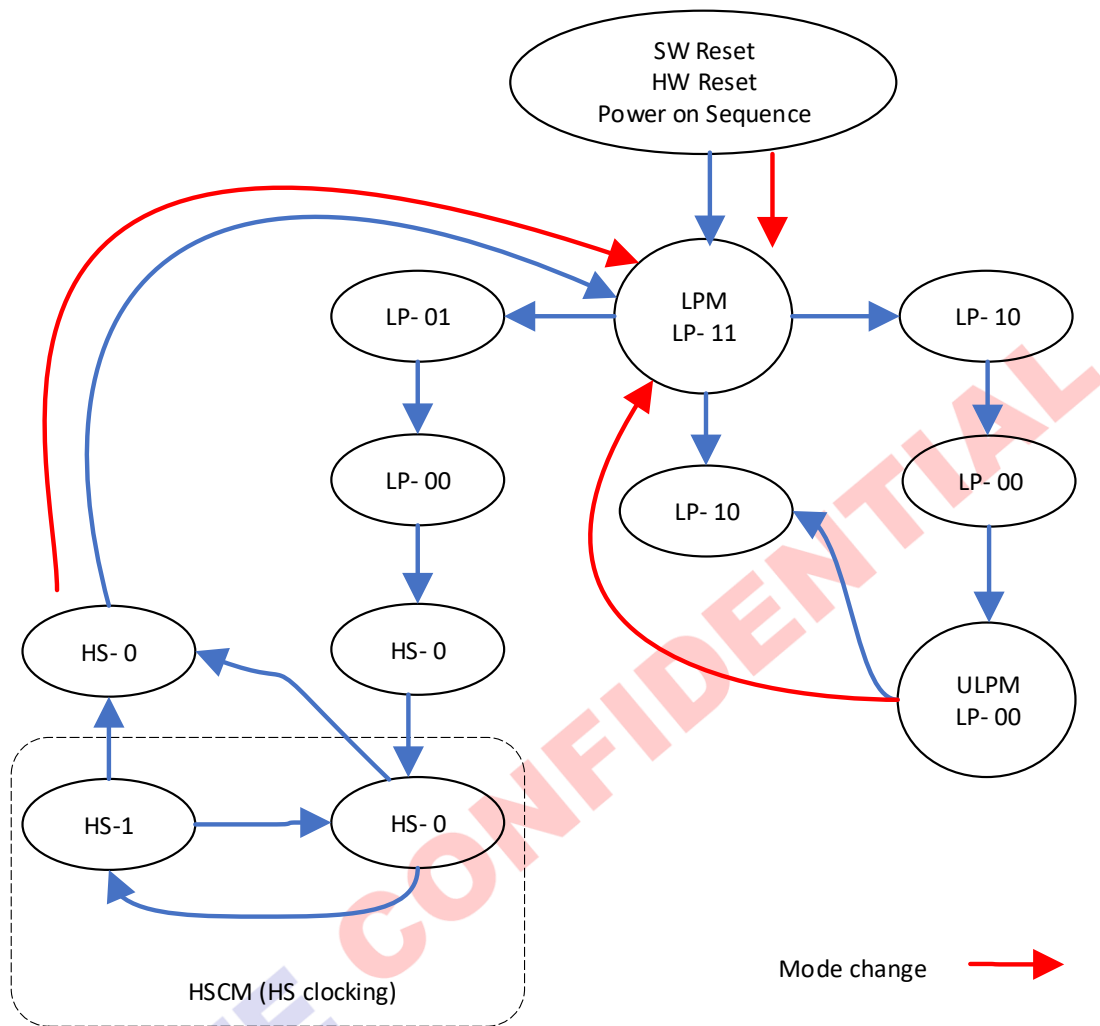 SW Reset
HW Reset
Power on Sequence
LPM
LP- 11
LP- 01
LP- 10
LP- 00
LP- 10
LP- 00
HS- 0
HS- 0
ULPM
LP- 00
HS-1
HS- 0
HSCM (HS clocking)
Mode change
CONFIDENTIAL